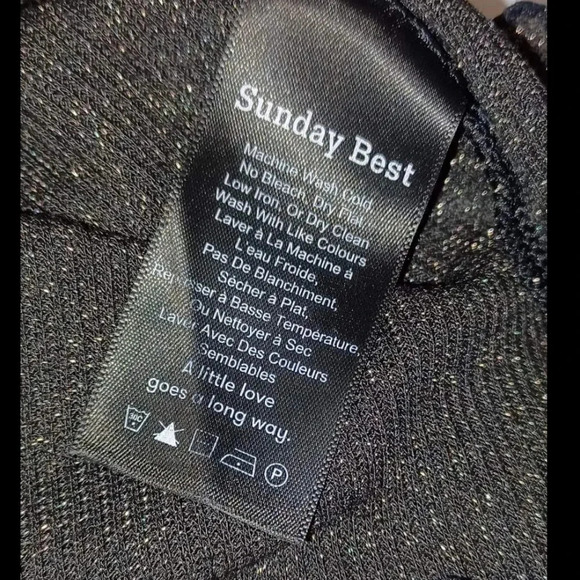 Sunday Best
Machine Wash Cold
No Bleach, Dry Flat
Low Iron, Or Dry Clean
Wash With Like Colours
Laver à La Machine à
L'eau Froide,
Pas De Blanchiment,
Sécher à Plat,
Repasser à Basse Température,
Ou Nettoyer à Sec
Laver Avec Des Couleurs
Semblables
A little love
goes a long way.
30C
P